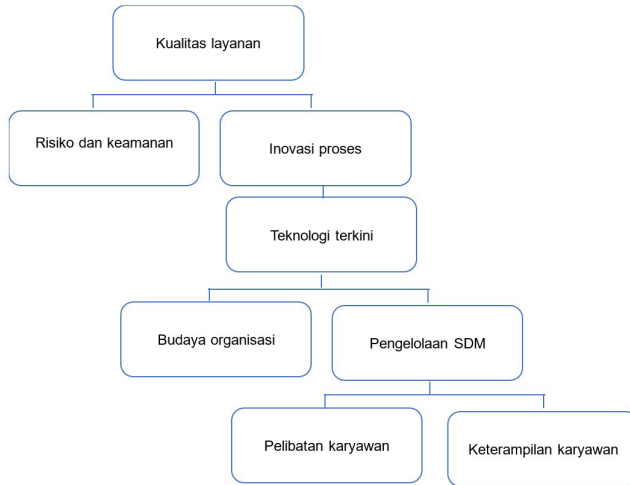 Kualitas layanan
Risiko dan keamanan
Inovasi proses
Teknologi terkini
Budaya organisasi
Pengelolaan SDM
Pelibatan karyawan
Keterampilan karyawan